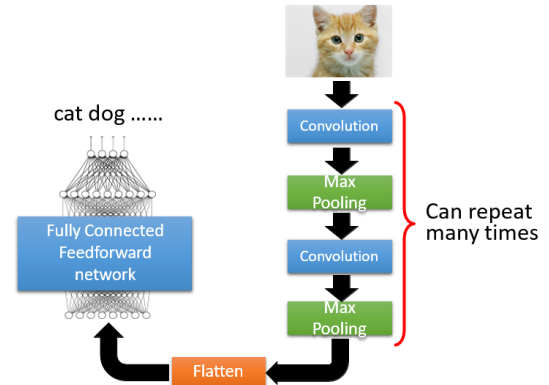 cat dog ......
Convolution
Max
Pooling
Convolution
Max
Pooling
Can repeat
many times
Fully Connected
Feedforward
network
Flatten